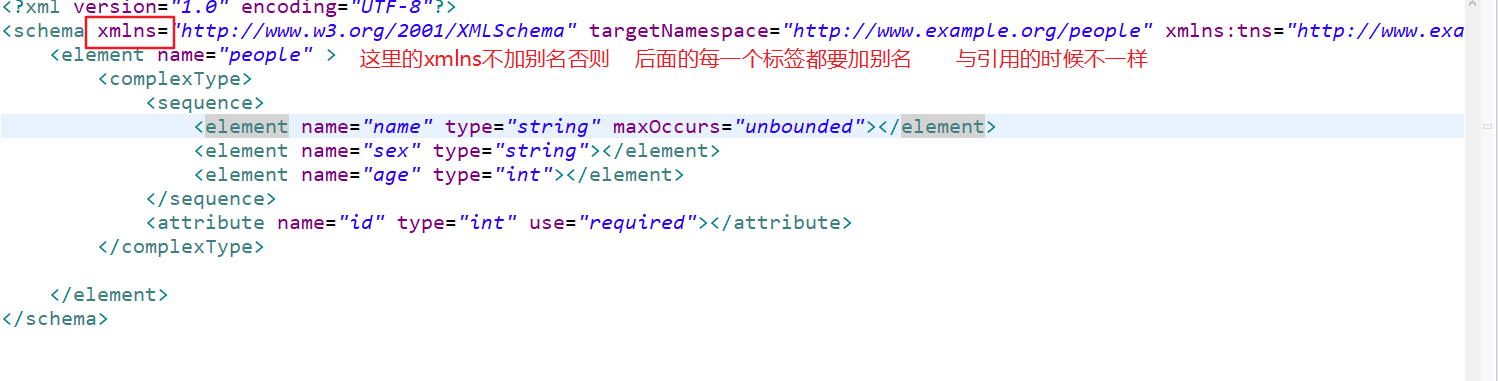 <?xml version="1.0" encoding="UTF-8"?>
<schema xmlns="http://www.w3.org/2001/XMLSchema" targetNamespace="http://www.example.org/people" xmlns:tns="http://www.exa
<element name="people" > 这里的xmlns不加别名否则 后面的每一个标签都要加别名 与引用的时候不一样
<complexType>
<sequence>
<element name="name" type="string" maxOccurs="unbounded"></element>
<element name="sex" type="string"></element>
<element name="age" type="int"></element>
</sequence>
<attribute name="id" type="int" use="required"></attribute>
</complexType>
</element>
</schema>